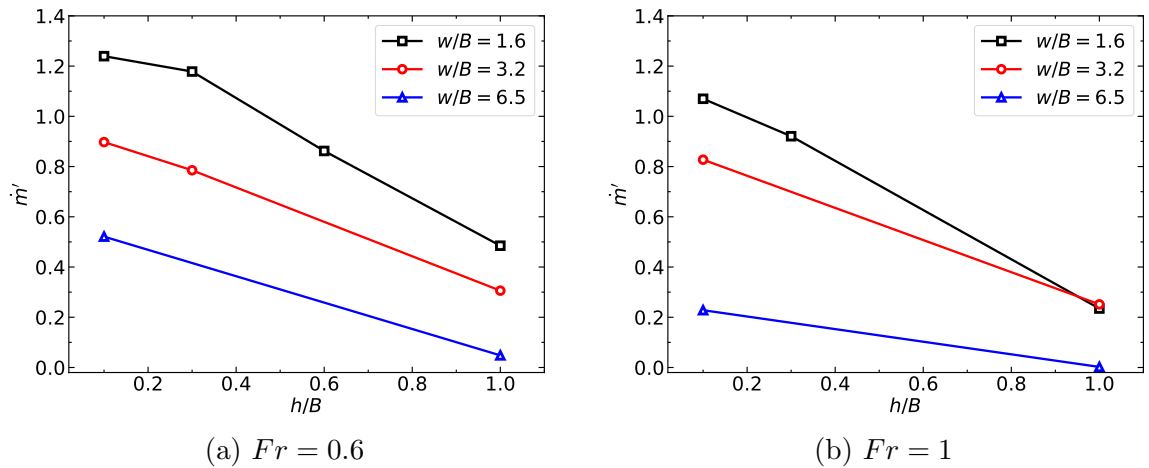 1.4
1.2
1.0
0.8
0.6
0.4
0.2
0.0
ṁ′
w/B = 1.6
w/B = 3.2
w/B = 6.5
0.2 0.4 0.6 0.8 1.0
h/B
(a) Fr = 0.6
1.4
1.2
1.0
0.8
0.6
0.4
0.2
0.0
ṁ′
w/B = 1.6
w/B = 3.2
w/B = 6.5
0.2 0.4 0.6 0.8 1.0
h/B
(b) Fr = 1